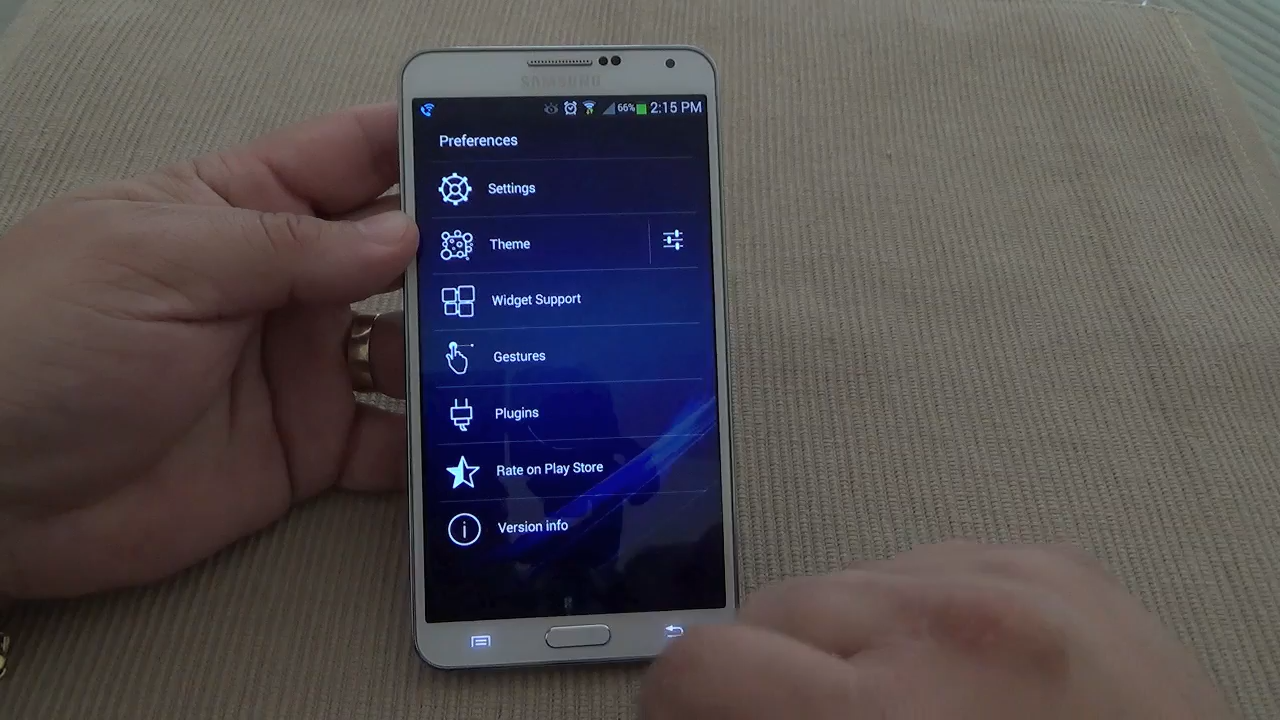 SAMSUNG
66% 2:15 PM
Preferences
Settings
Theme
Widget Support
Gestures
Plugins
Rate on Play Store
Version info